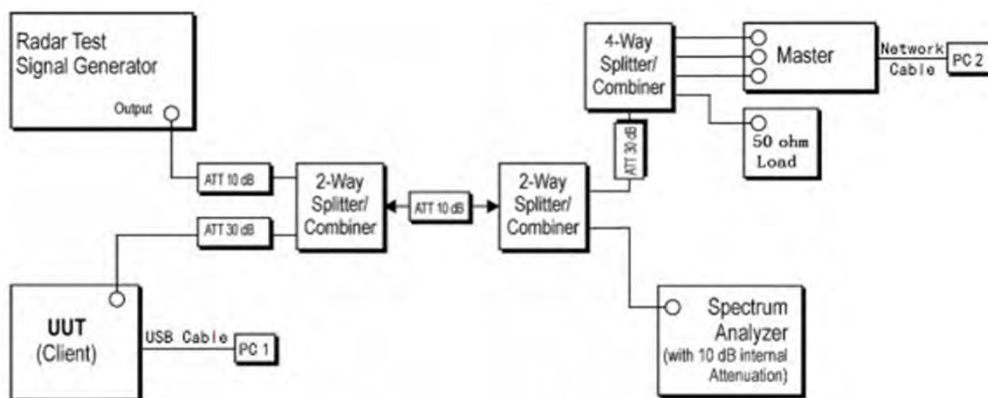 Radar Test
Signal Generator
Output
ATT 10 dB
2-Way
Splitter/
Combiner
ATT 30 dB
UUT
(Client)
USB Cable
PC 1
ATT 10 dB
2-Way
Splitter/
Combiner
ATT 30 dB
4-Way
Splitter/
Combiner
Master
Network
Cable
PC 2
50 ohm
Load
Spectrum
Analyzer
(with 10 dB internal
Attenuation)